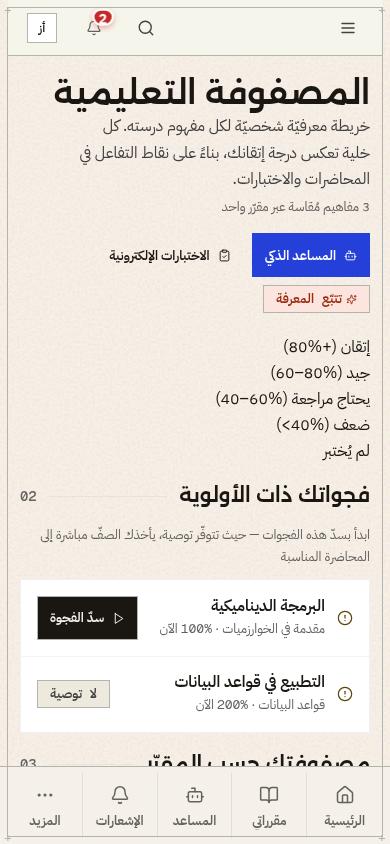 أز
2
المصفوفة التعليمية
خريطة معرفيّة شخصيّة لكل مفهوم درسته. كل
خلية تعكس درجة إتقانك، بناءً على نقاط التفاعل في
المحاضرات والاختبارات.
3 مفاهيم مُقاسة عبر مقرّر واحد
المساعد الذكي
الاختبارات الإلكترونية
تتبّع المعرفة
إتقان (+80%)
جيد (60–80%)
يحتاج مراجعة (40–60%)
ضعف (<40%)
لم يُختبر
فجواتك ذات الأولوية
02
ابدأ بسدّ هذه الفجوات — حيث تتوفّر توصية، يأخذك الصفّ مباشرة إلى
المحاضرة المناسبة
البرمجة الديناميكية
مقدمة في الخوارزميات · 100% الآن
سدّ الفجوة
التطبيع في قواعد البيانات
قواعد البيانات · 200% الآن
لا توصية
مصفوفتك حسب المقرّر
03
الرئيسية
مقرراتي
المساعد
الإشعارات
المزيد